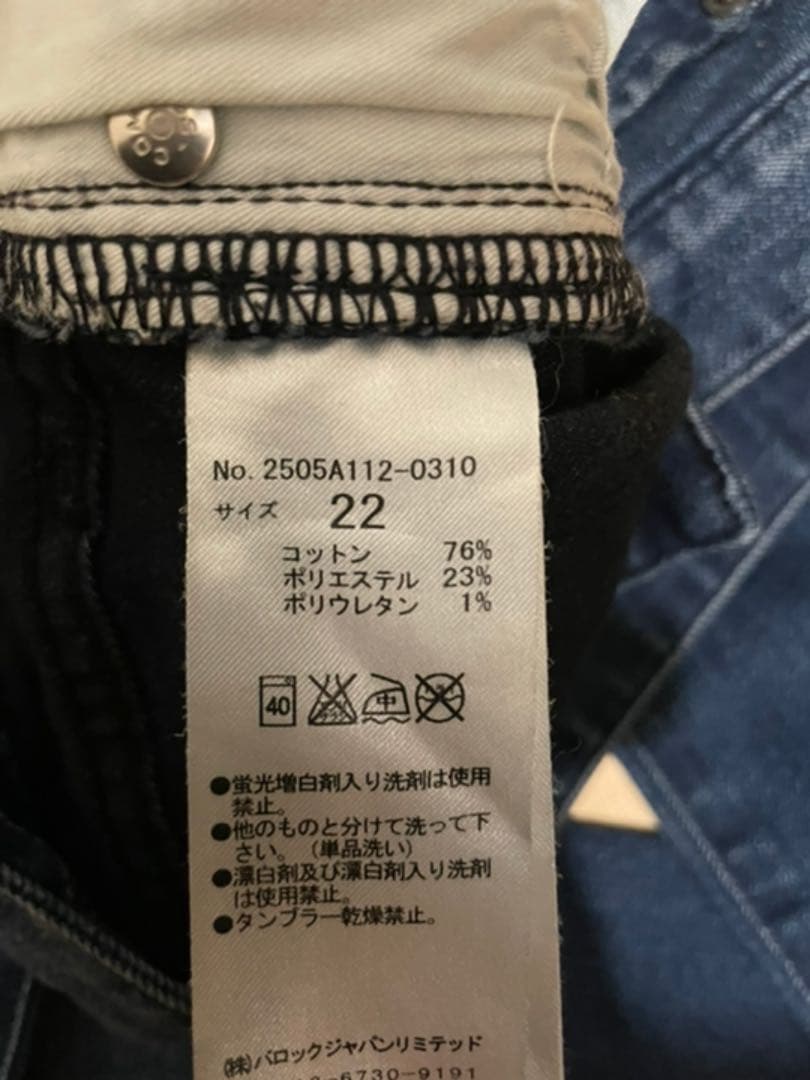 No. 2505A112-0310
サイズ 22
コットン 76%
ポリエステル 23%
ポリウレタン 1%
40 中
●蛍光増白剤入り洗剤は使用
禁止。
●他のものと分けて洗って下
さい。（単品洗い）
●漂白剤及び漂白剤入り洗剤
は使用禁止。
●タンブラー乾燥禁止。
(株)バロックジャパンリミテッド
6730-9191